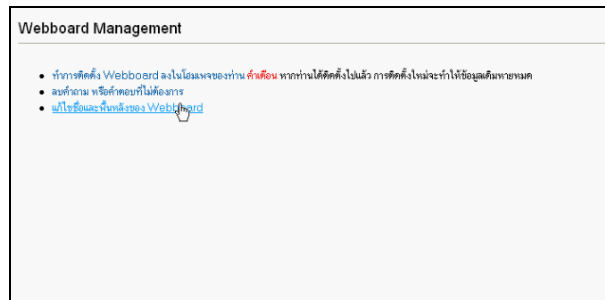 Webboard Management
ทำการติดตั้ง Webboard ลงในโฮมเพจของท่าน คำเตือน หากท่านได้ติดตั้งไปแล้ว การติดตั้งใหม่จะทำให้ข้อมูลเดิมหายหมด
ลบคำถาม หรือคำตอบที่ไม่ต้องการ
แก้ไขชื่อและพื้นหลังของ Webboard